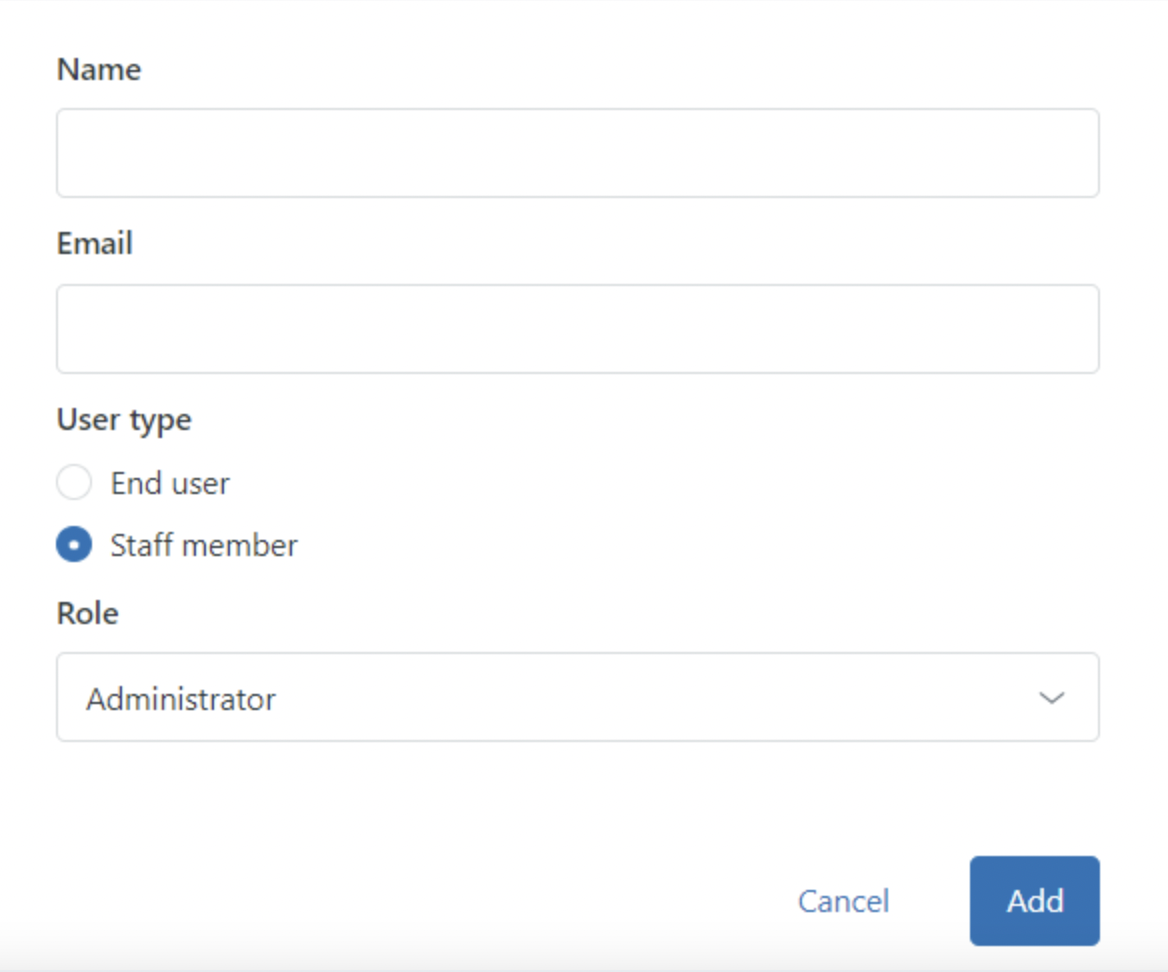 Name
Email
User type
End user
Staff member
Role
Administrator
Cancel
Add